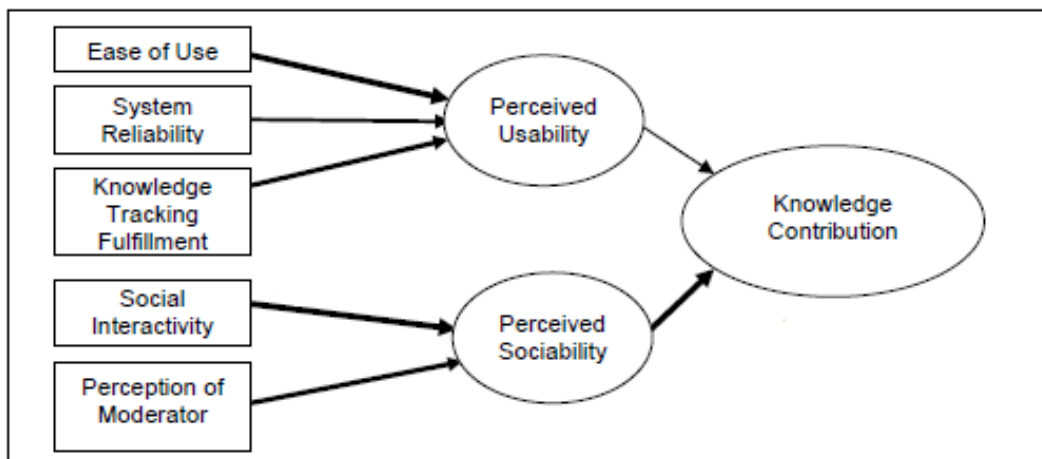 Ease of Use
System
Reliability
Knowledge
Tracking
Fulfillment
Social
Interactivity
Perception of
Moderator
Perceived
Usability
Perceived
Sociability
Knowledge
Contribution